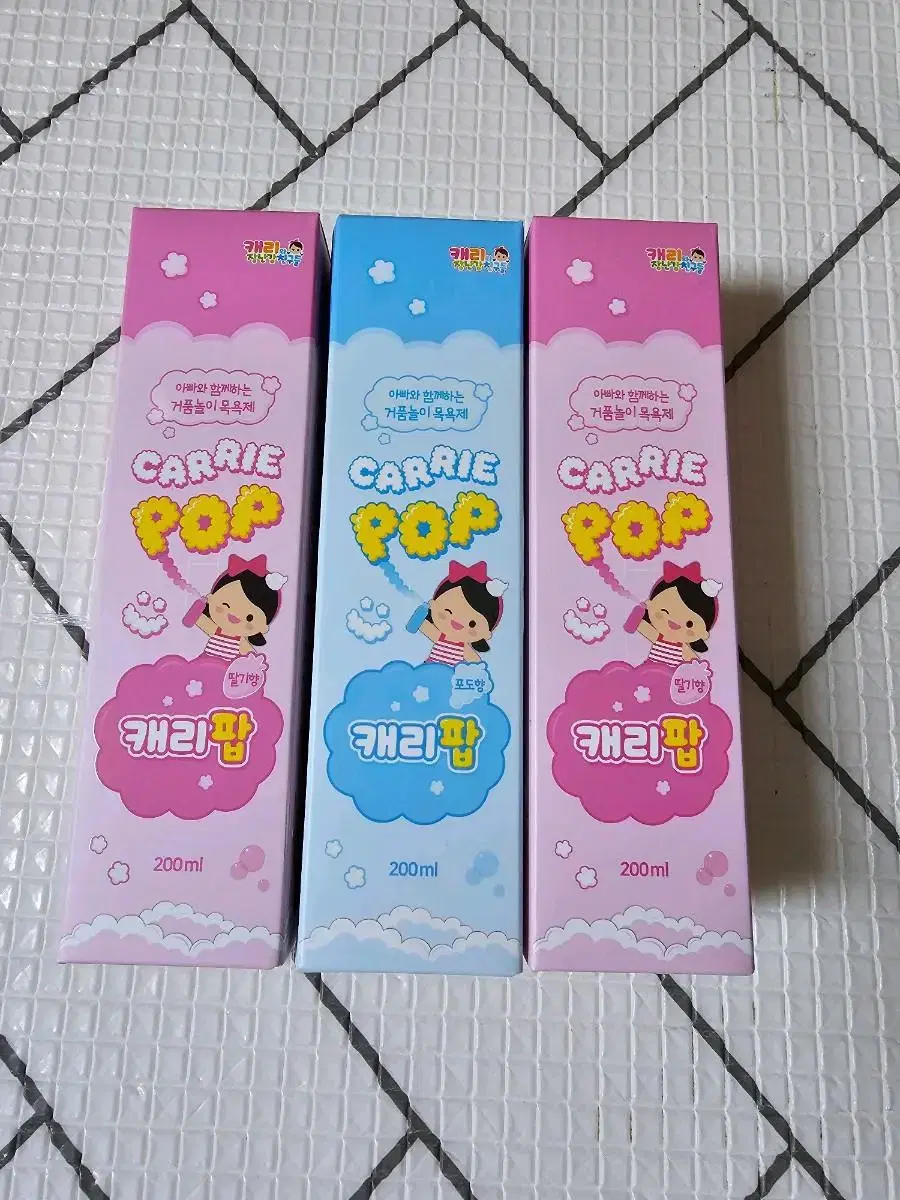 캐리와
장난감친구들
아빠와 함께하는
거품놀이 목욕제
CARRIE
POP
딸기향
캐리팝
200ml
캐리와
장난감친구들
아빠와 함께하는
거품놀이 목욕제
CARRIE
POP
포도향
캐리팝
200ml
캐리와
장난감친구들
아빠와 함께하는
거품놀이 목욕제
CARRIE
POP
딸기향
캐리팝
200ml